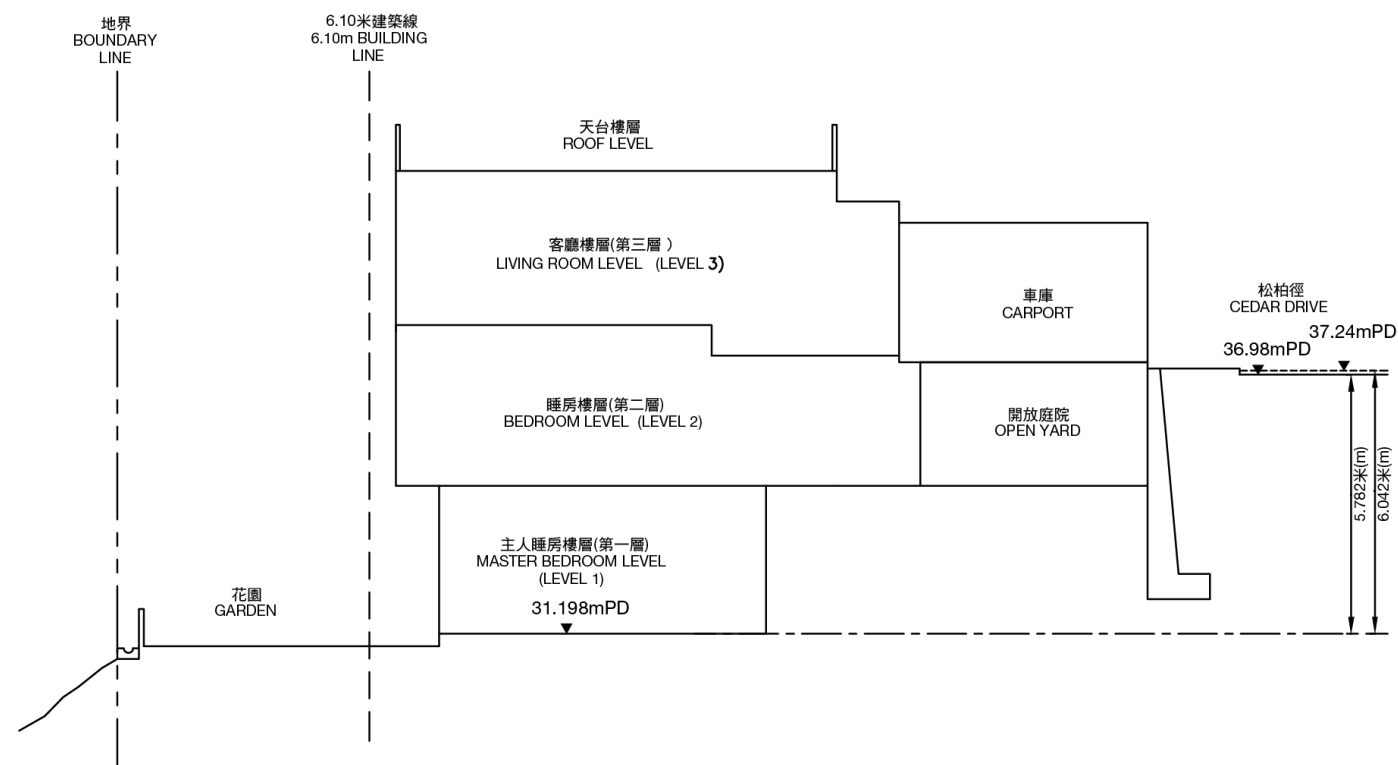 地界
BOUNDARY
LINE
6.10米建築線
6.10m BUILDING
LINE
天台樓層
ROOF LEVEL
客廳樓層(第三層 )
LIVING ROOM LEVEL (LEVEL 3)
車庫
CARPORT
松柏徑
CEDAR DRIVE
37.24mPD
36.98mPD
睡房樓層(第二層)
BEDROOM LEVEL (LEVEL 2)
開放庭院
OPEN YARD
5.782米(m)
6.042米(m)
主人睡房樓層(第一層)
MASTER BEDROOM LEVEL
(LEVEL 1)
31.198mPD
花園
GARDEN